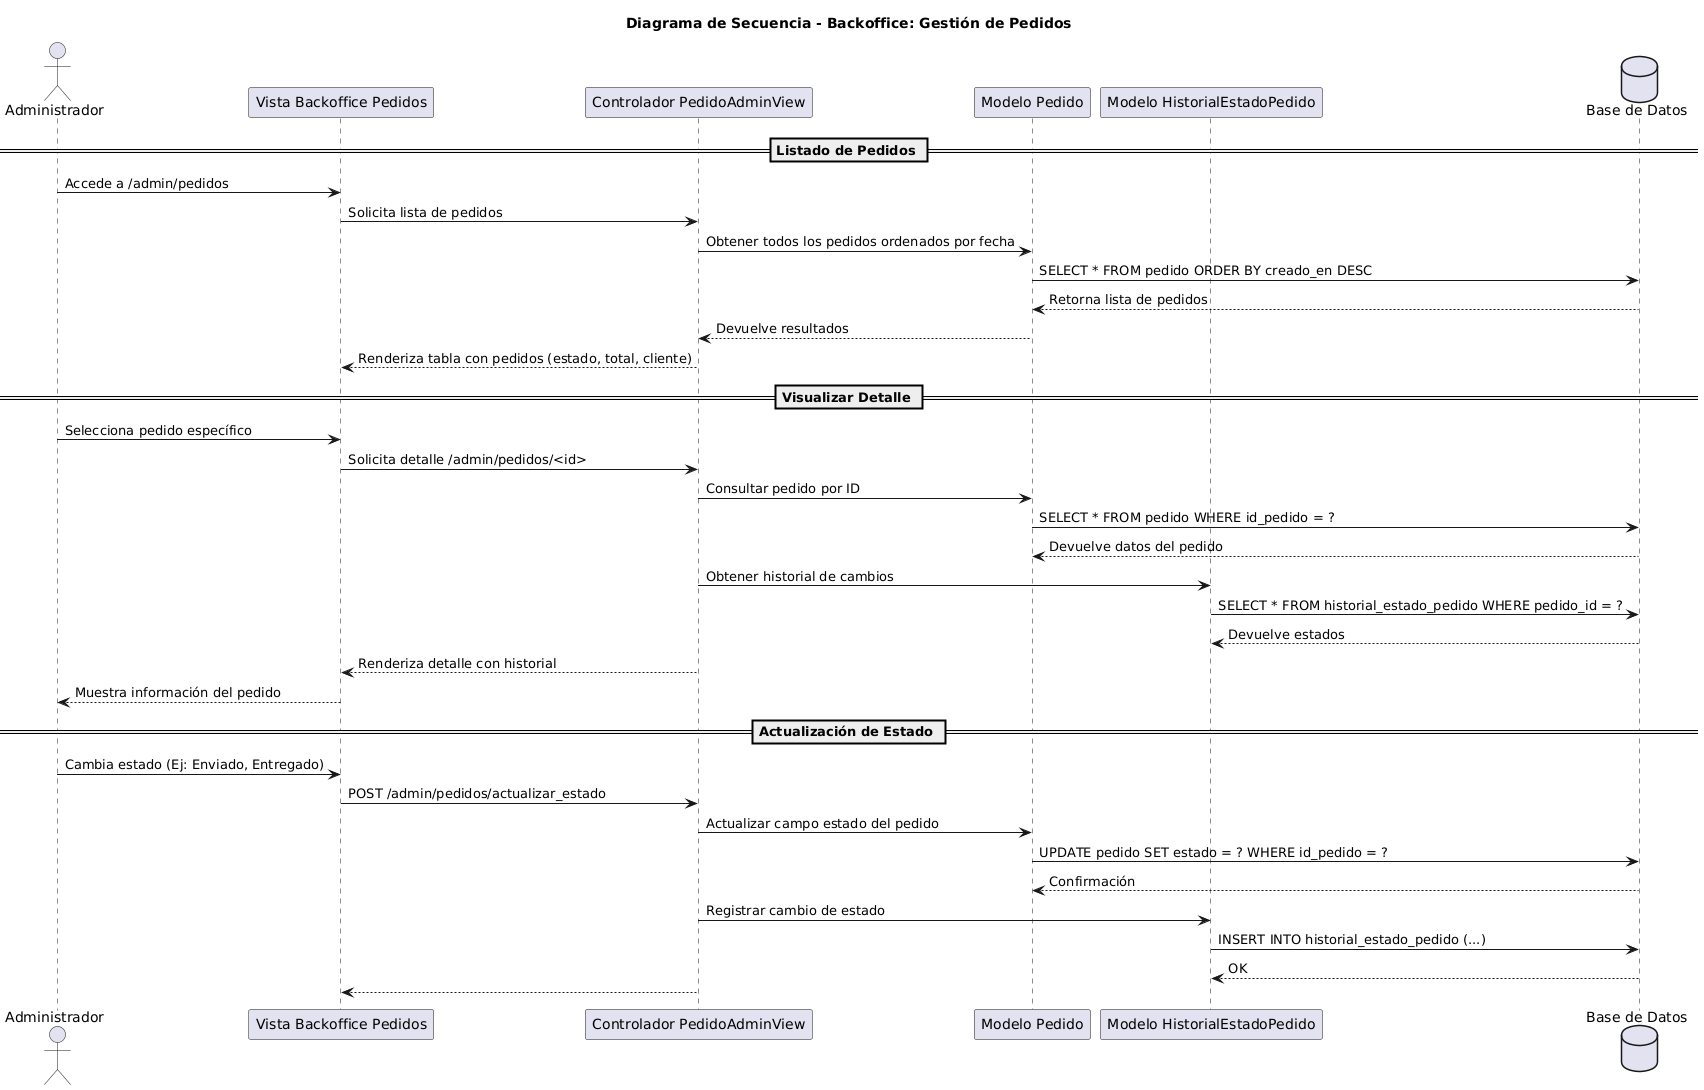 Diagrama de Secuencia - Backoffice: Gestión de Pedidos
Administrador
Vista Backoffice Pedidos
Controlador PedidoAdminView
Modelo Pedido
Modelo HistorialEstadoPedido
Base de Datos
Listado de Pedidos
Accede a /admin/pedidos
Solicita lista de pedidos
Obtener todos los pedidos ordenados por fecha
SELECT * FROM pedido ORDER BY creado_en DESC
Retorna lista de pedidos
Devuelve resultados
Renderiza tabla con pedidos (estado, total, cliente)
Visualizar Detalle
Selecciona pedido específico
Solicita detalle /admin/pedidos/<id>
Consultar pedido por ID
SELECT * FROM pedido WHERE id_pedido = ?
Devuelve datos del pedido
Obtener historial de cambios
SELECT * FROM historial_estado_pedido WHERE pedido_id = ?
Devuelve estados
Renderiza detalle con historial
Muestra información del pedido
Actualización de Estado
Cambia estado (Ej: Enviado, Entregado)
POST /admin/pedidos/actualizar_estado
Actualizar campo estado del pedido
UPDATE pedido SET estado = ? WHERE id_pedido = ?
Confirmación
Registrar cambio de estado
INSERT INTO historial_estado_pedido (...)
OK
Administrador
Vista Backoffice Pedidos
Controlador PedidoAdminView
Modelo Pedido
Modelo HistorialEstadoPedido
Base de Datos